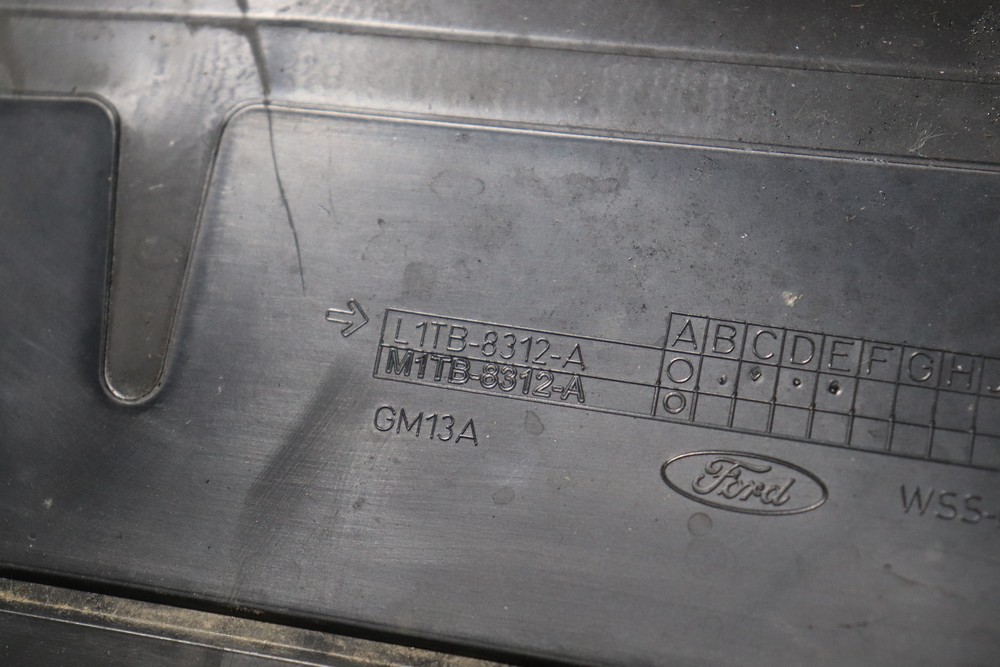 L1TB-8312-A A B C D E F G H J
M1TB-8312-A
GM13A
Ford WSS-